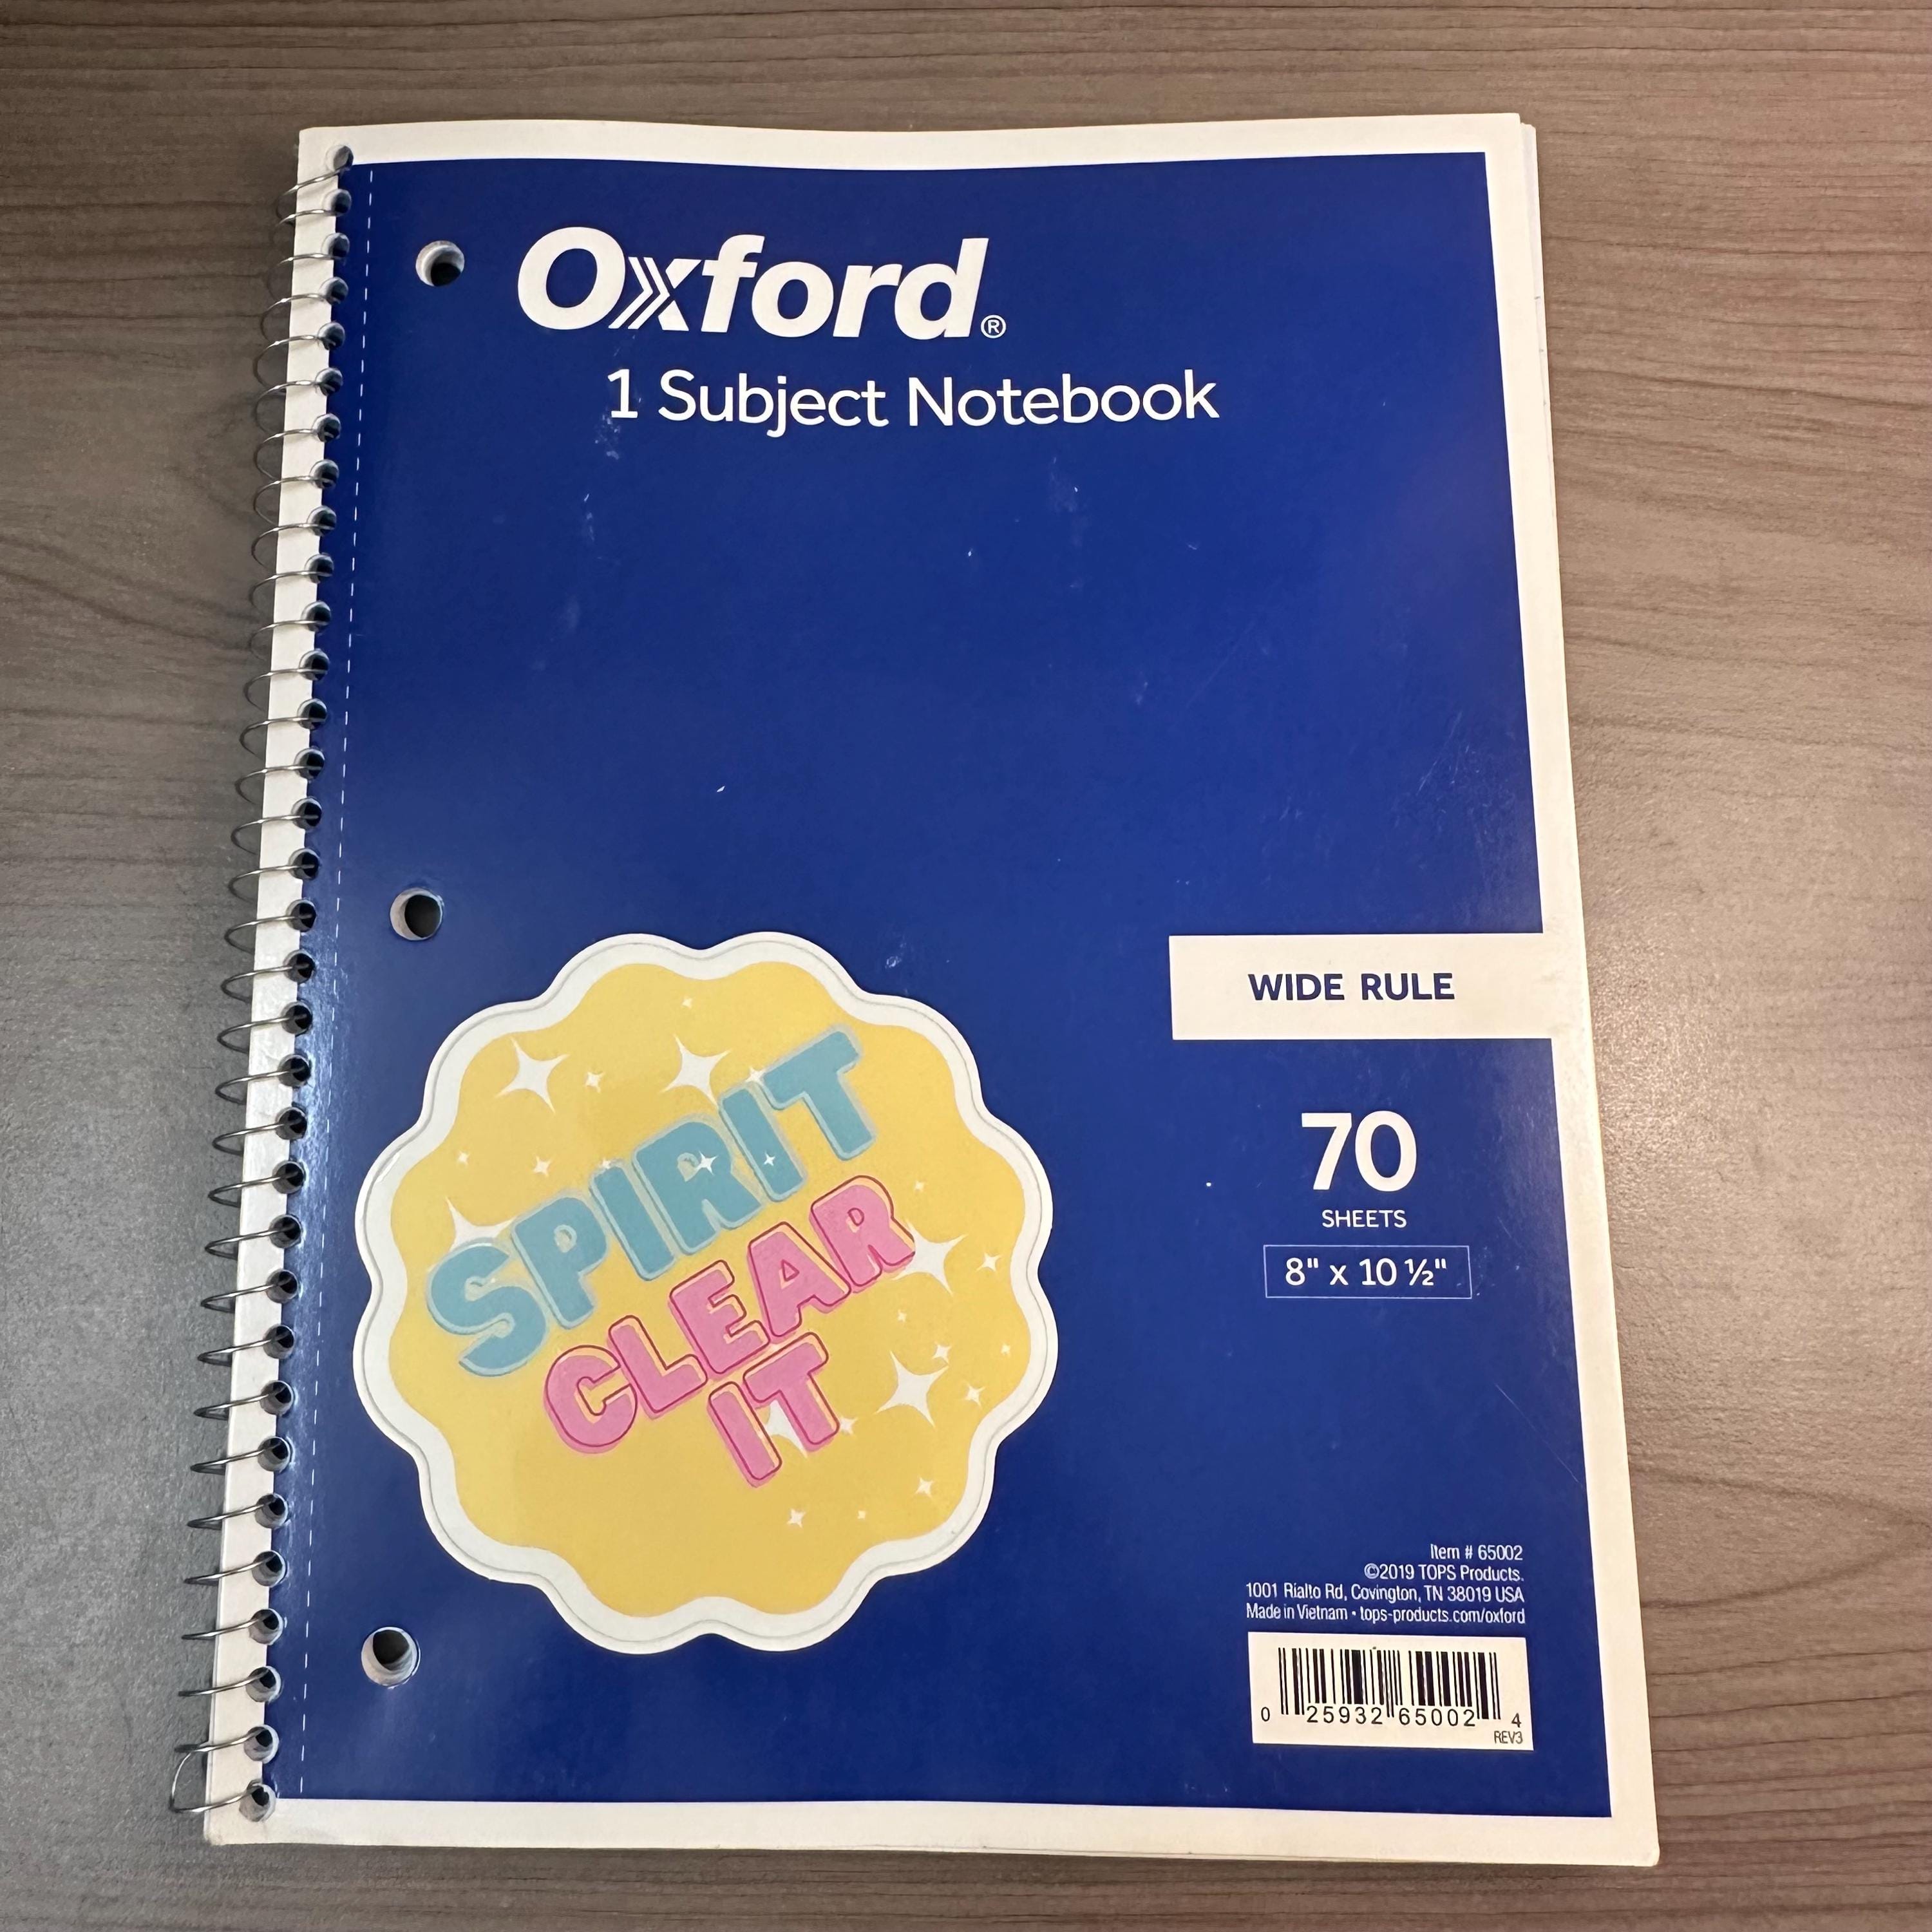 Oxford®
1 Subject Notebook
WIDE RULE
70
SHEETS
8" x 10 ½"
SPIRIT
CLEAR
IT
Item # 65002
©2019 TOPS Products.
1001 Rialto Rd, Covington, TN 38019 USA
Made in Vietnam • tops-products.com/oxford
0 25932 65002 4
REV3